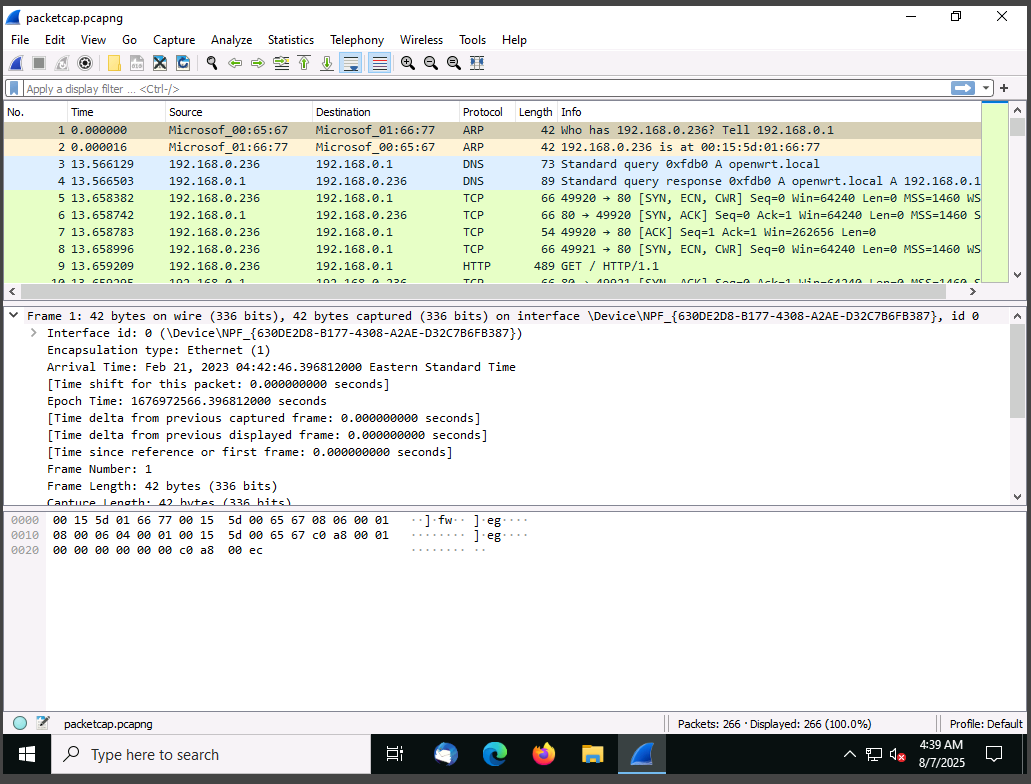 packetcap.pcapng
File Edit View Go Capture Analyze Statistics Telephony Wireless Tools Help
Apply a display filter ... <Ctrl-/>
No. Time Source Destination Protocol Length Info
1 0.000000 Microsof_00:65:67 Microsof_01:66:77 ARP 42 Who has 192.168.0.236? Tell 192.168.0.1
2 0.000016 Microsof_01:66:77 Microsof_00:65:67 ARP 42 192.168.0.236 is at 00:15:5d:01:66:77
3 13.566129 192.168.0.236 192.168.0.1 DNS 73 Standard query 0xfdb0 A openwrt.local
4 13.566503 192.168.0.1 192.168.0.236 DNS 89 Standard query response 0xfdb0 A openwrt.local A 192.168.0.1
5 13.658382 192.168.0.236 192.168.0.1 TCP 66 49920 → 80 [SYN, ECN, CWR] Seq=0 Win=64240 Len=0 MSS=1460 WS
6 13.658742 192.168.0.1 192.168.0.236 TCP 66 80 → 49920 [SYN, ACK] Seq=0 Ack=1 Win=64240 Len=0 MSS=1460 S
7 13.658783 192.168.0.236 192.168.0.1 TCP 54 49920 → 80 [ACK] Seq=1 Ack=1 Win=262656 Len=0
8 13.658996 192.168.0.236 192.168.0.1 TCP 66 49921 → 80 [SYN, ECN, CWR] Seq=0 Win=64240 Len=0 MSS=1460 WS
9 13.659209 192.168.0.236 192.168.0.1 HTTP 489 GET / HTTP/1.1
10 13.659295 192.168.0.1 192.168.0.236 TCP 66 80 → 49921 [SYN, ACK] Seq=0 Ack=1 Win=64240 Len=0 MSS=1460 S
Frame 1: 42 bytes on wire (336 bits), 42 bytes captured (336 bits) on interface \Device\NPF_{630DE2D8-B177-4308-A2AE-D32C7B6FB387}, id 0
Interface id: 0 (\Device\NPF_{630DE2D8-B177-4308-A2AE-D32C7B6FB387})
Encapsulation type: Ethernet (1)
Arrival Time: Feb 21, 2023 04:42:46.396812000 Eastern Standard Time
[Time shift for this packet: 0.000000000 seconds]
Epoch Time: 1676972566.396812000 seconds
[Time delta from previous captured frame: 0.000000000 seconds]
[Time delta from previous displayed frame: 0.000000000 seconds]
[Time since reference or first frame: 0.000000000 seconds]
Frame Number: 1
Frame Length: 42 bytes (336 bits)
Capture Length: 42 bytes (336 bits)
0000 00 15 5d 01 66 77 00 15 5d 00 65 67 08 06 00 01 ··]·fw·· ]·eg····
0010 08 00 06 04 00 01 00 15 5d 00 65 67 c0 a8 00 01 ········ ]·eg····
0020 00 00 00 00 00 00 c0 a8 00 ec ········ ··
packetcap.pcapng
Packets: 266 · Displayed: 266 (100.0%)
Profile: Default
Type here to search
4:39 AM
8/7/2025